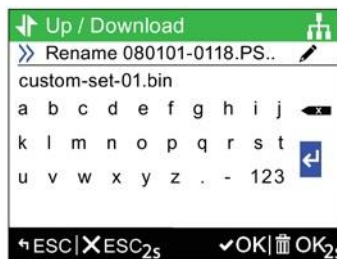 Up / Download
Rename 080101-0118.PS..
custom-set-01.bin
a b c d e f g h i j x
k l m n o p q r s t
u v w x y z . - 123
ESC|ESC2s OK|OK2s